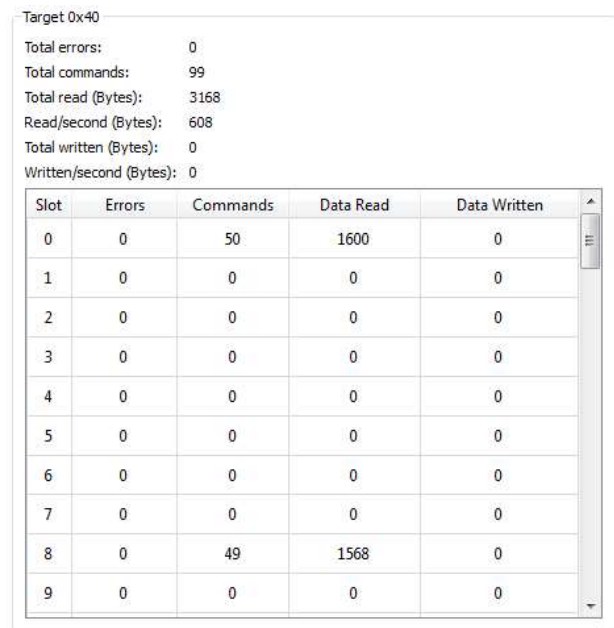 Target 0x40
Total errors: 0
Total commands: 99
Total read (Bytes): 3168
Read/second (Bytes): 608
Total written (Bytes): 0
Written/second (Bytes): 0
Slot Errors Commands Data Read Data Written
0 0 50 1600 0
1 0 0 0 0
2 0 0 0 0
3 0 0 0 0
4 0 0 0 0
5 0 0 0 0
6 0 0 0 0
7 0 0 0 0
8 0 49 1568 0
9 0 0 0 0